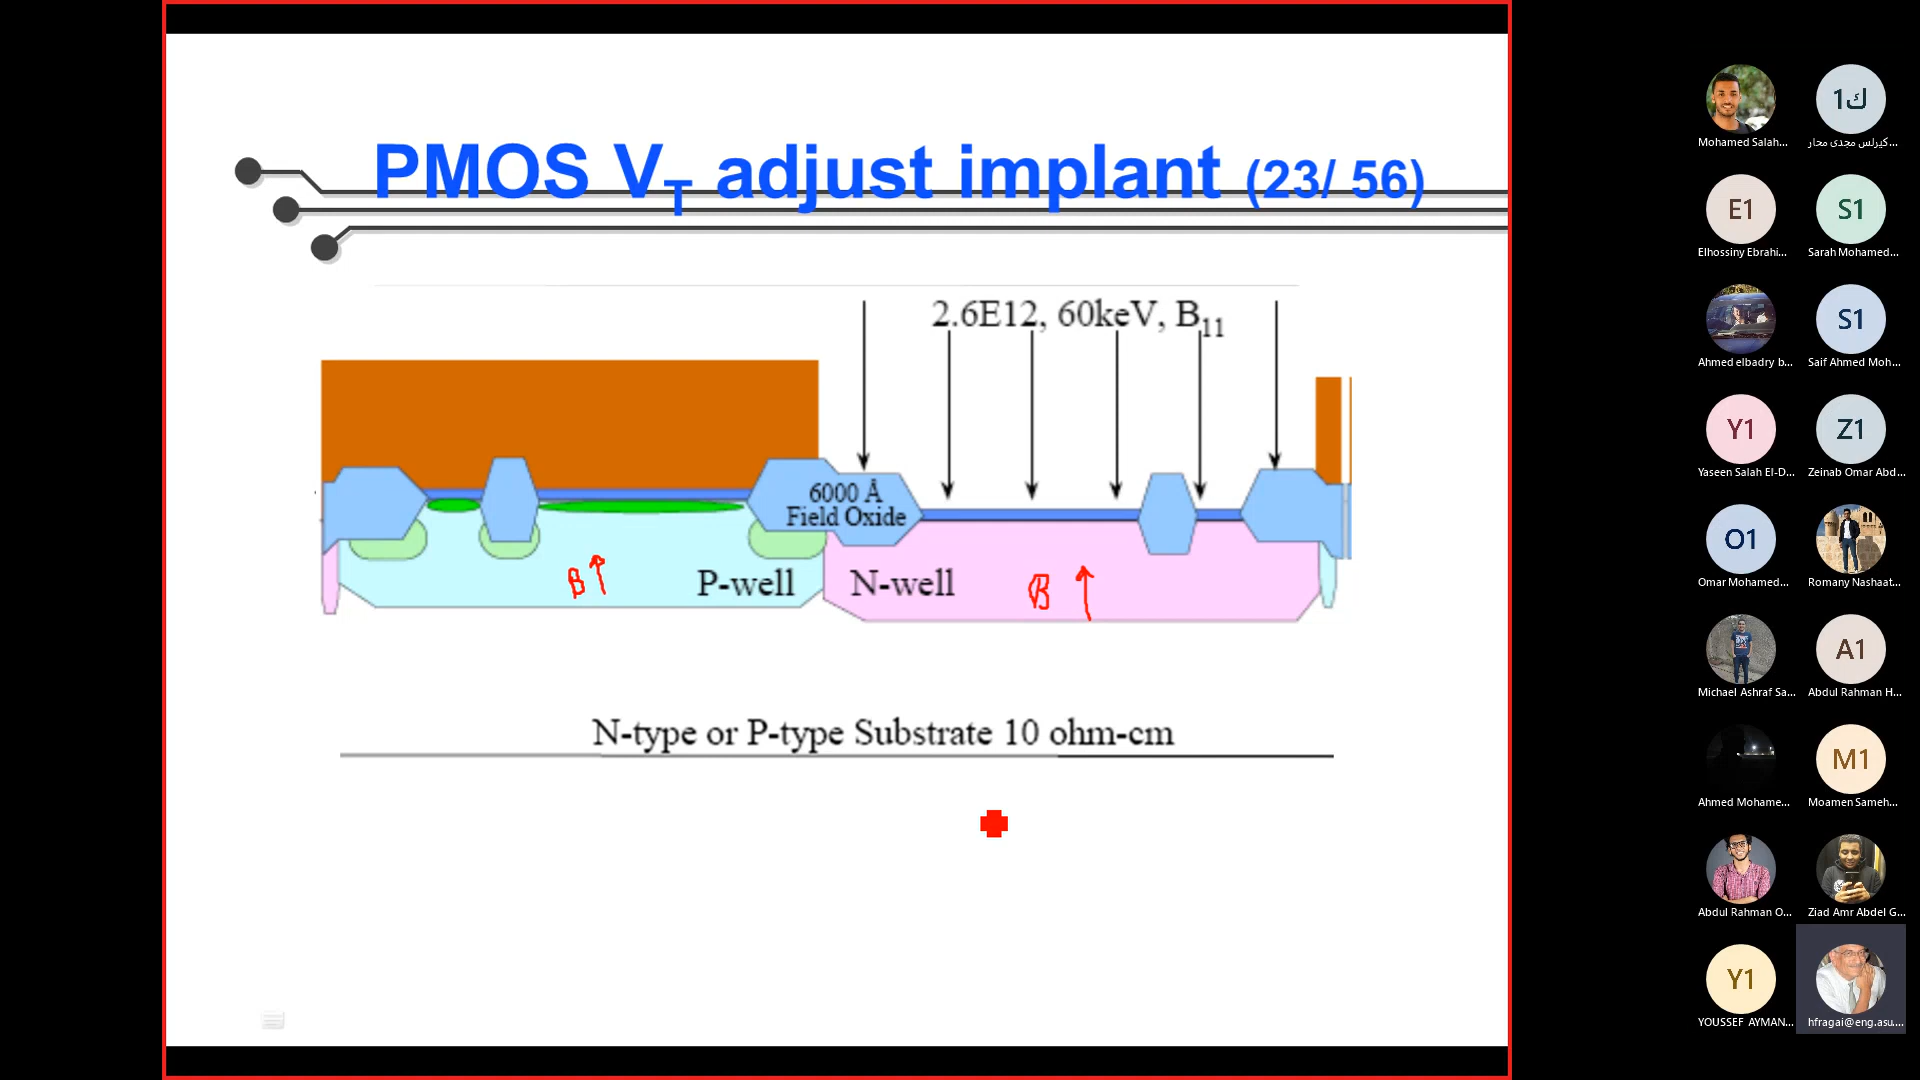 PMOS VT adjust implant (23/ 56)
2.6E12, 60keV, B11
6000 Å
Field Oxide
B
P-well
N-well
B
N-type or P-type Substrate 10 ohm-cm
Mohamed Salah...
ك1
كيرلس مجدى محار...
E1
Elhossiny Ebrahi...
S1
Sarah Mohamed...
Ahmed elbadry b...
S1
Saif Ahmed Moh...
Y1
Yaseen Salah El-D...
Z1
Zeinab Omar Abd...
O1
Omar Mohamed...
Romany Nashaat...
Michael Ashraf Sa...
A1
Abdul Rahman H...
Ahmed Mohame...
M1
Moamen Sameh...
Abdul Rahman O...
Ziad Amr Abdel G...
Y1
YOUSSEF AYMAN...
hfragai@eng.asu....